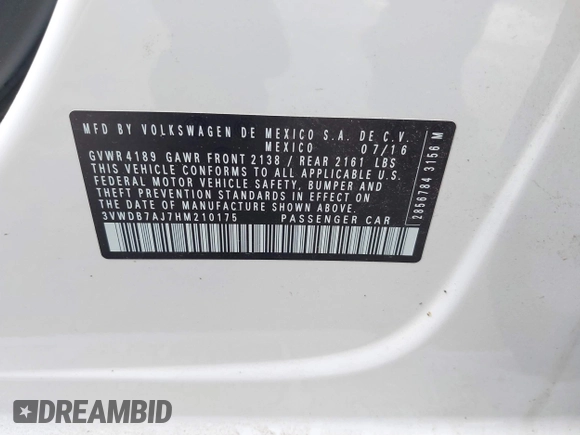 MFD BY VOLKSWAGEN DE MEXICO S.A. DE C.V.
MEXICO 07/16
GVWR 4189 GAWR FRONT 2138 / REAR 2161 LBS
THIS VEHICLE CONFORMS TO ALL APPLICABLE U.S.
FEDERAL MOTOR VEHICLE SAFETY, BUMPER AND
THEFT PREVENTION STANDARDS IN EFFECT ON
THE DATE OF MANUFACTURE SHOWN ABOVE
3VWDB7AJ7HM210175 PASSENGER CAR
2856784 3156 M
DREAMBID